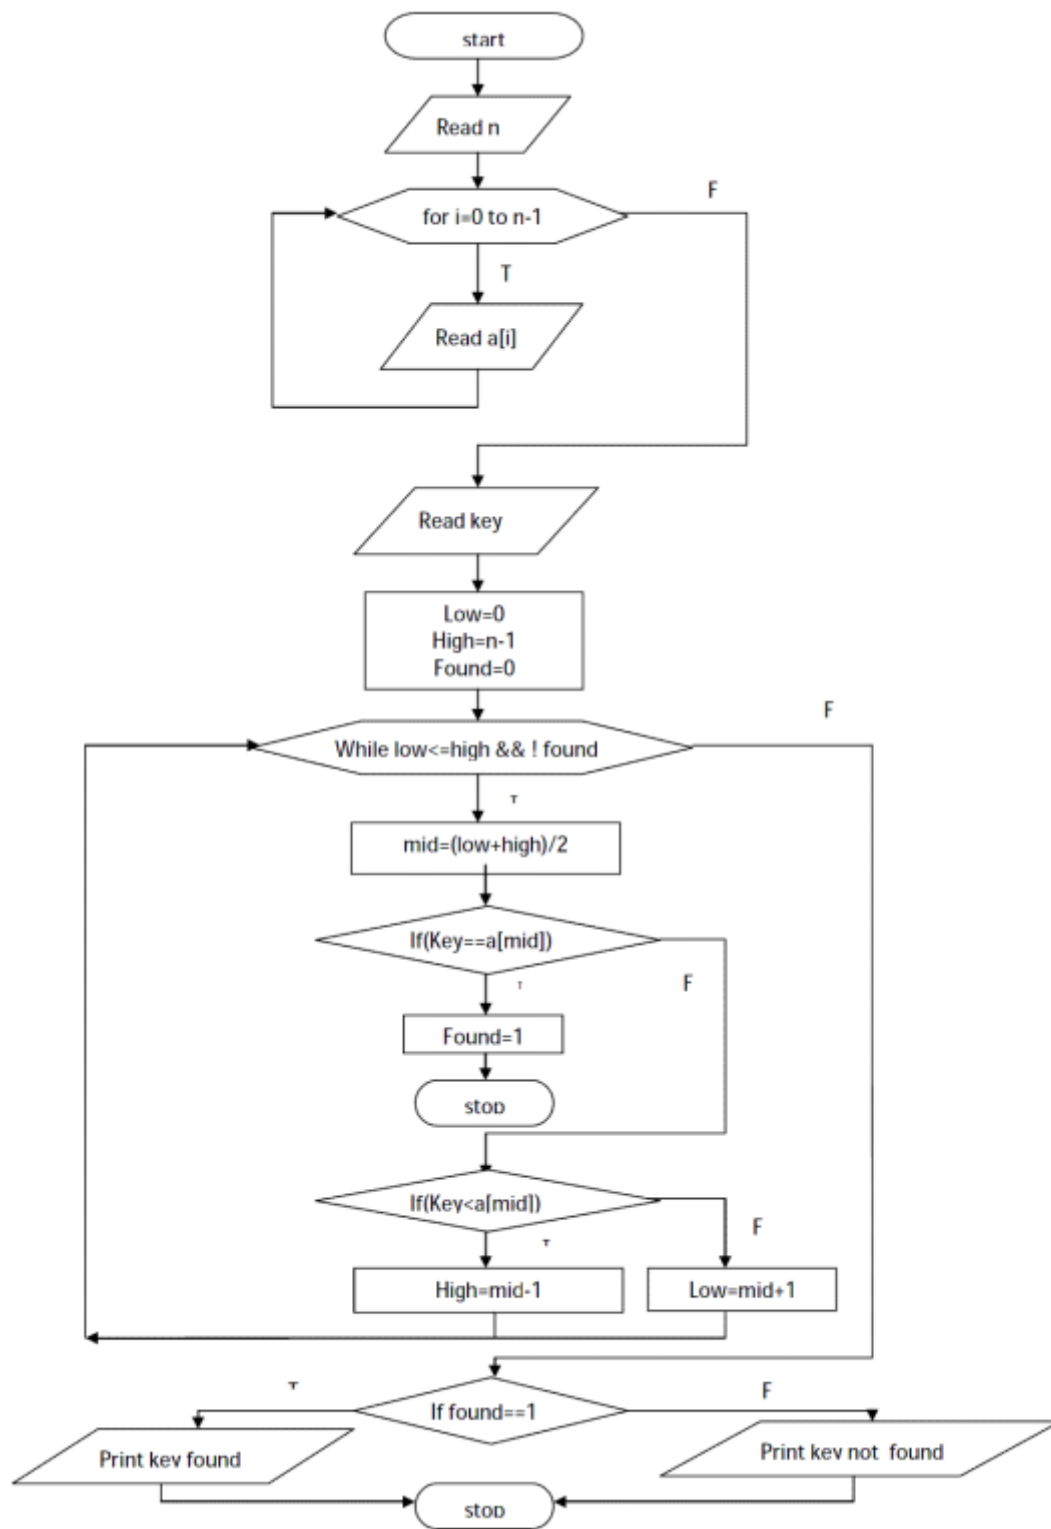 start
Read n
F
for i=0 to n-1
T
Read a[i]
Read key
Low=0
High=n-1
Found=0
F
While low<=high && ! found
T
mid=(low+high)/2
If(Key==a[mid])
T
F
Found=1
stop
If(Key<a[mid])
F
T
High=mid-1
Low=mid+1
T
F
If found==1
Print key found
Print key not found
stop